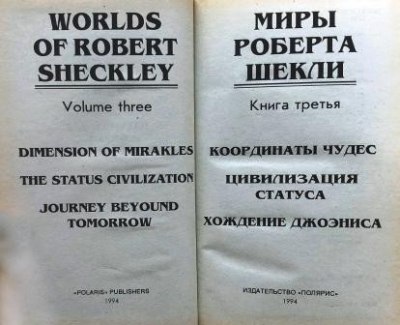 WORLDS
OF ROBERT
SHECKLEY
Volume three
DIMENSION OF MIRAKLES
THE STATUS CIVILIZATION
JOURNEY BEYOUND
TOMORROW
«POLARIS» PUBLISHERS
1994
МИРЫ
РОБЕРТА
ШЕКЛИ
Книга третья
КООРДИНАТЫ ЧУДЕС
ЦИВИЛИЗАЦИЯ
СТАТУСА
ХОЖДЕНИЕ ДЖОЭНИСА
ИЗДАТЕЛЬСТВО «ПОЛЯРИС»
1994